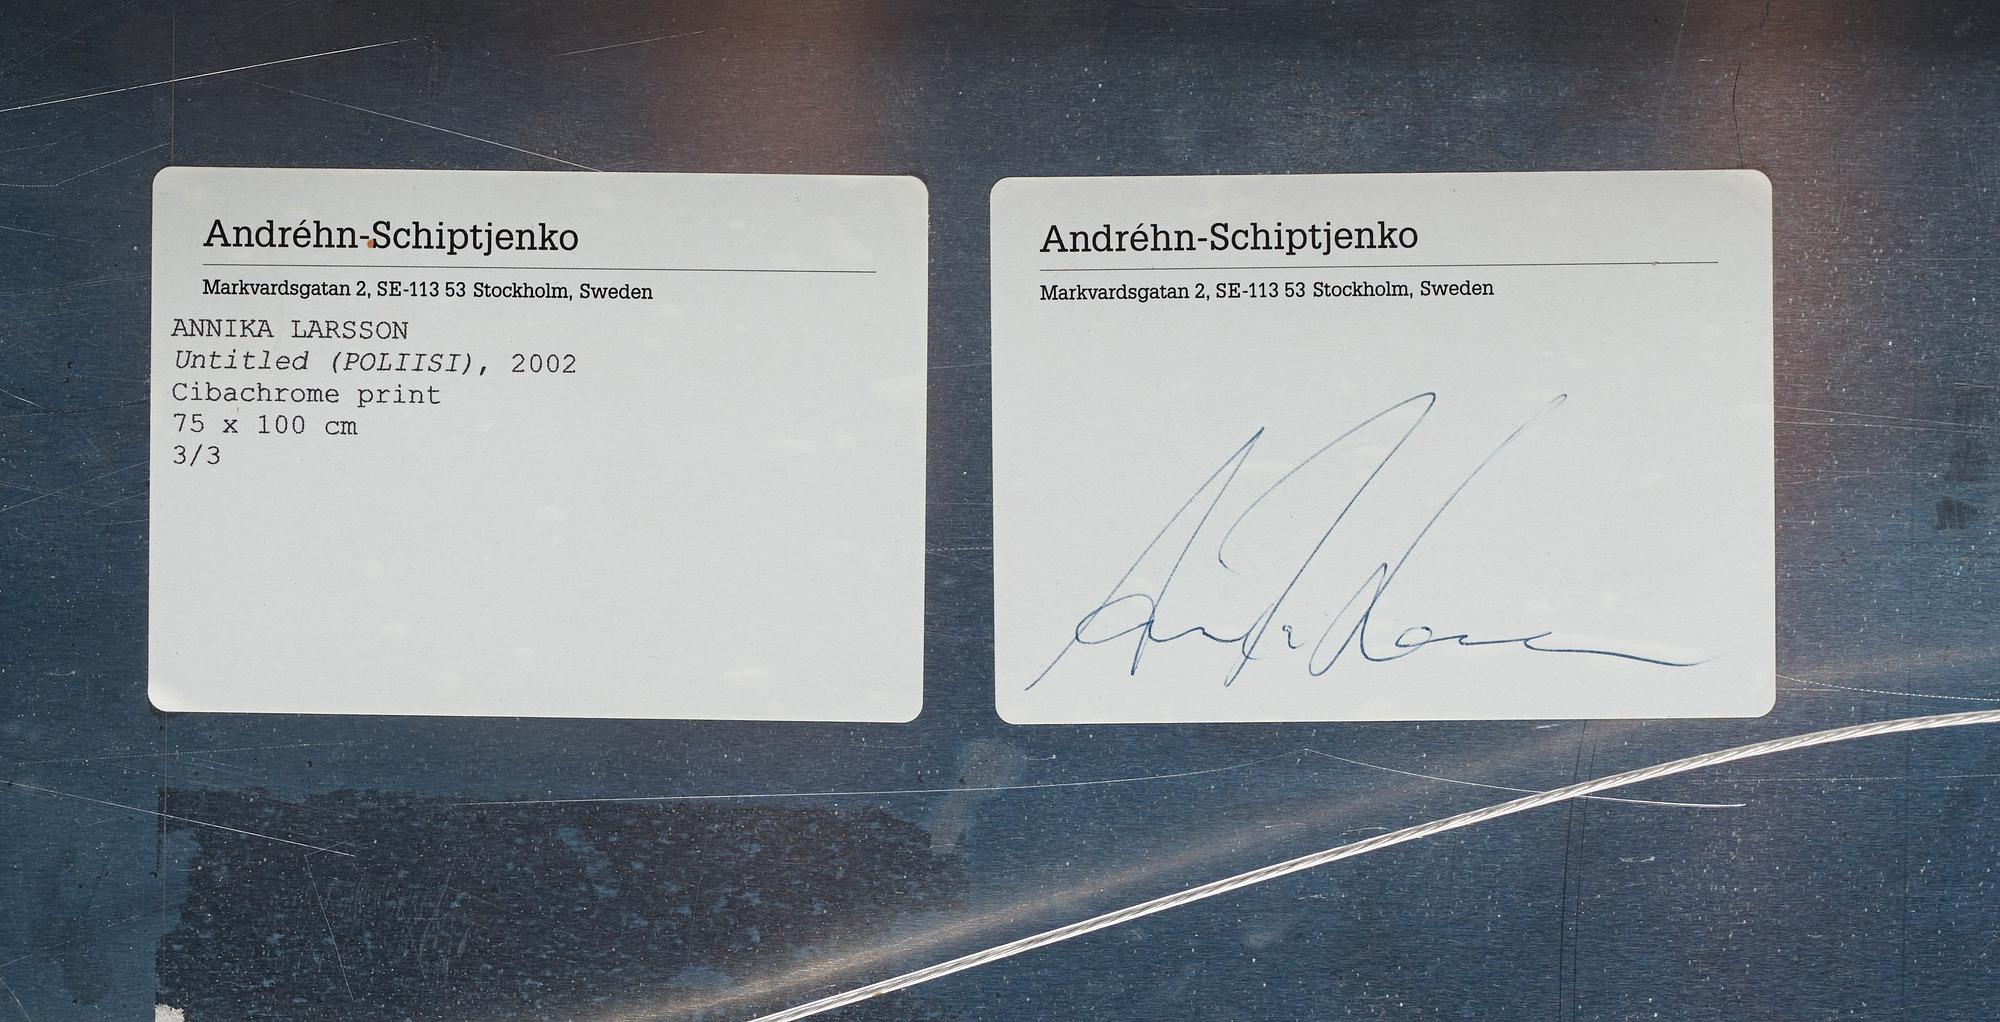 Andréhn-Schiptjenko
Markvardsgatan 2, SE-113 53 Stockholm, Sweden
ANNIKA LARSSON
Untitled (POLIISI), 2002
Cibachrome print
75 x 100 cm
3/3
Andréhn-Schiptjenko
Markvardsgatan 2, SE-113 53 Stockholm, Sweden